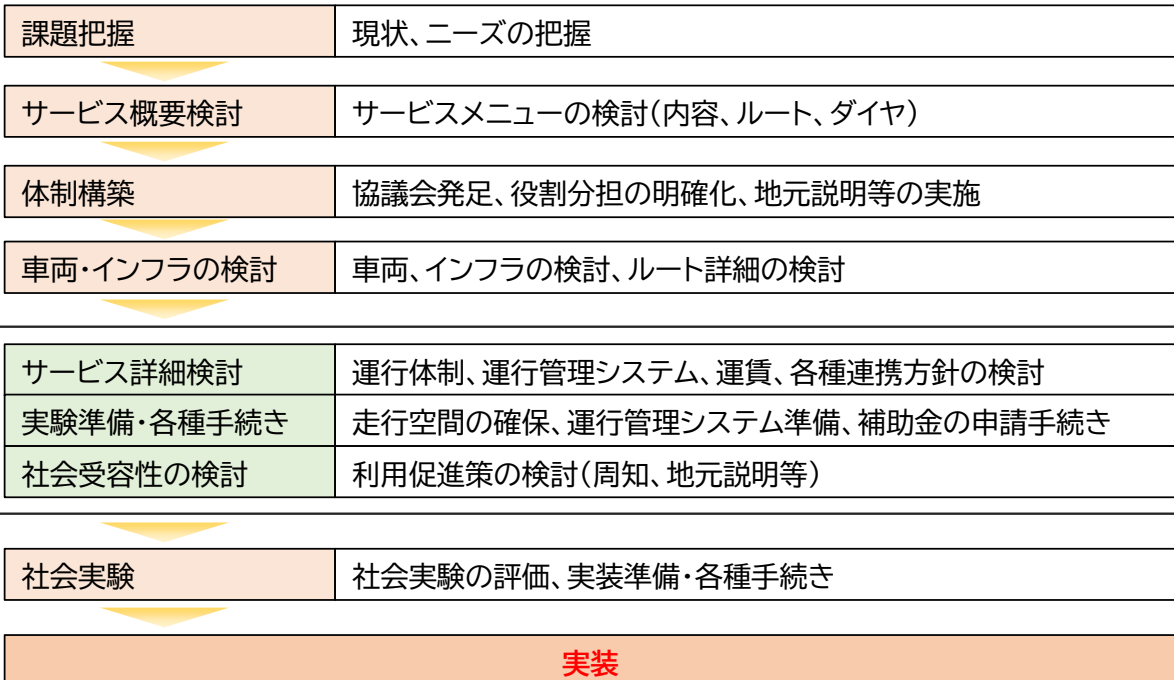 課題把握 現状、ニーズの把握
サービス概要検討 サービスメニューの検討（内容、ルート、ダイヤ）
体制構築 協議会発足、役割分担の明確化、地元説明等の実施
車両・インフラの検討 車両、インフラの検討、ルート詳細の検討
サービス詳細検討 運行体制、運行管理システム、運賃、各種連携方針の検討
実験準備・各種手続き 走行空間の確保、運行管理システム準備、補助金の申請手続き
社会受容性の検討 利用促進策の検討（周知、地元説明等）
社会実験 社会実験の評価、実装準備・各種手続き
実装